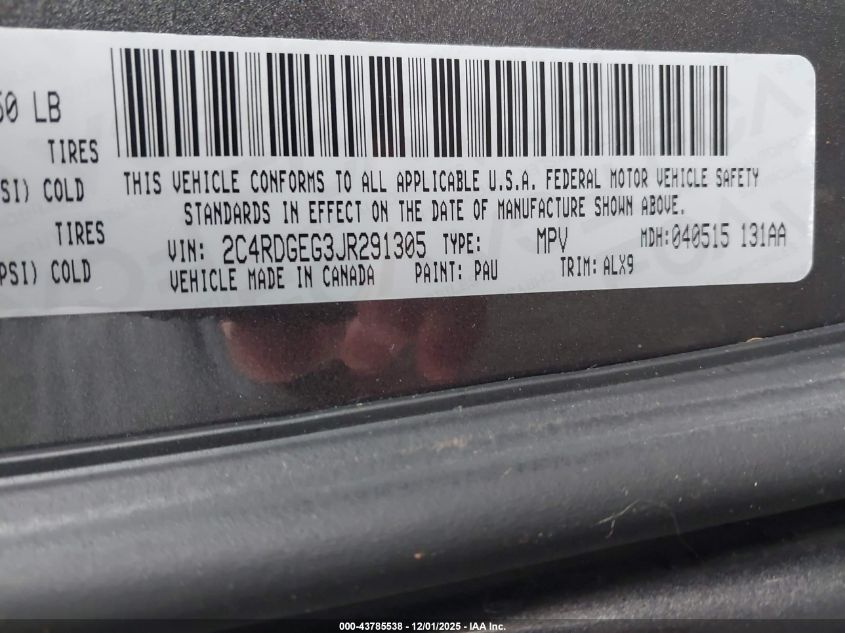 50 LB
TIRES
SI) COLD
TIRES
PSI) COLD
THIS VEHICLE CONFORMS TO ALL APPLICABLE U.S.A. FEDERAL MOTOR VEHICLE SAFETY
STANDARDS IN EFFECT ON THE DATE OF MANUFACTURE SHOWN ABOVE.
VIN: 2C4RDGEG3JR291305 TYPE: MPV MDH:040515 131AA
VEHICLE MADE IN CANADA PAINT: PAU TRIM: ALX9
000-43785538 - 12/01/2025 - IAA Inc.